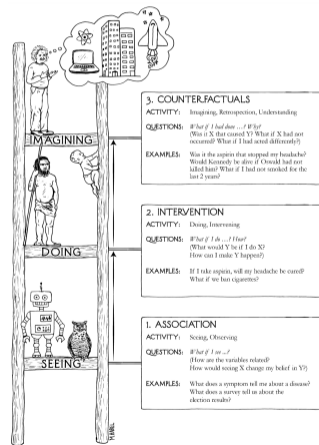 3. COUNTERFACTUALS
ACTIVITY: Imagining, Retrospection, Understanding
QUESTIONS: What if I had done …? Why?
(Was it X that caused Y? What if X had not
occurred? What if I had acted differently?)
EXAMPLES: Was it the aspirin that stopped my headache?
Would Kennedy be alive if Oswald had not
killed him? What if I had not smoked for the
last 2 years?
IMAGINING
2. INTERVENTION
ACTIVITY: Doing, Intervening
QUESTIONS: What if I do …? How?
(What would Y be if I do X?
How can I make Y happen?)
EXAMPLES: If I take aspirin, will my headache be cured?
What if we ban cigarettes?
DOING
1. ASSOCIATION
ACTIVITY: Seeing, Observing
QUESTIONS: What if I see …?
(How are the variables related?
How would seeing X change my belief in Y?)
EXAMPLES: What does a symptom tell me about a disease?
What does a survey tell us about the
election results?
SEEING